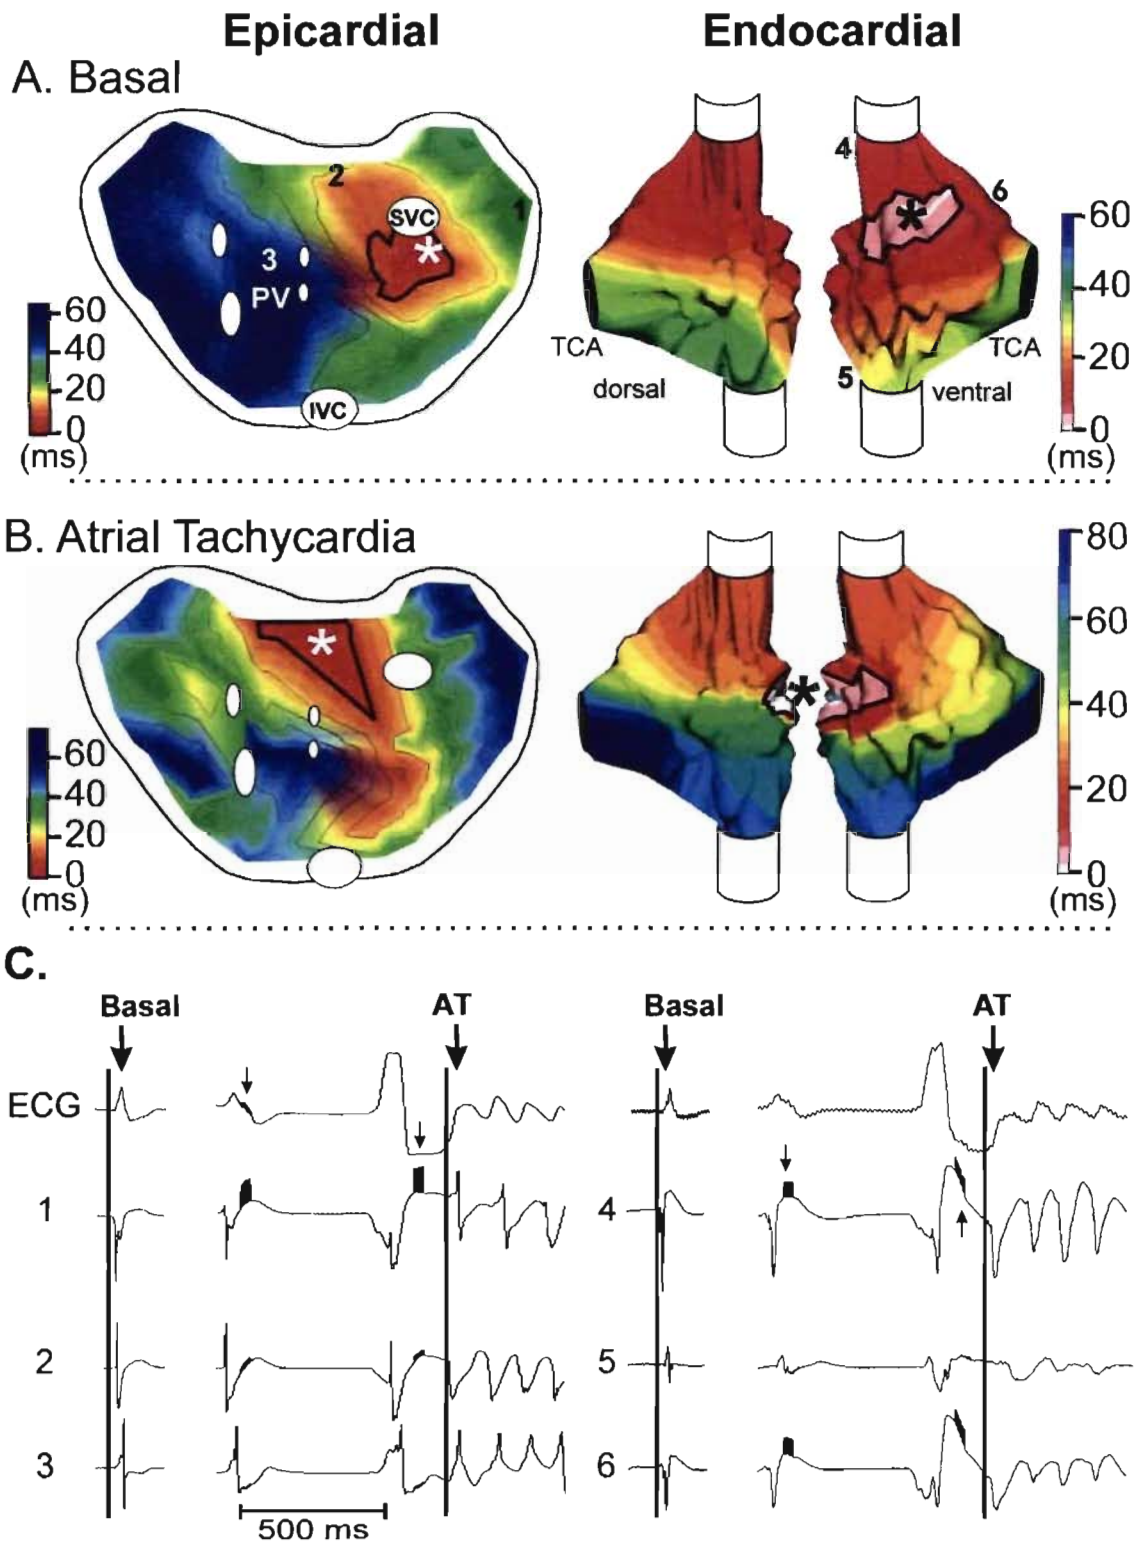 Epicardial Endocardial
A. Basal
2
SVC
*
1
3
PV
IVC
60
40
20
0
(ms)
4
6
*
TCA
dorsal
5
TCA
ventral
60
40
20
0
(ms)
B. Atrial Tachycardia
*
60
40
20
0
(ms)
*
80
60
40
20
0
(ms)
C.
Basal AT Basal AT
ECG
1 4
2 5
3 6
500 ms